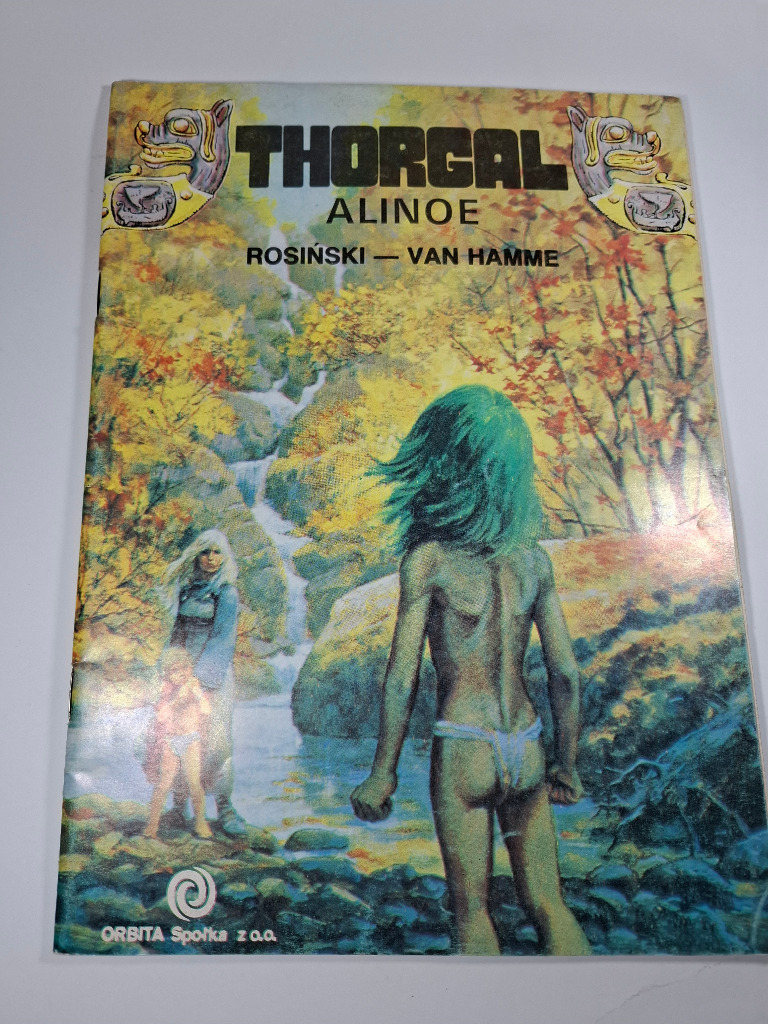 THORGAL
ALINOE
ROSIŃSKI — VAN HAMME
ORBITA Spółka z o.o.